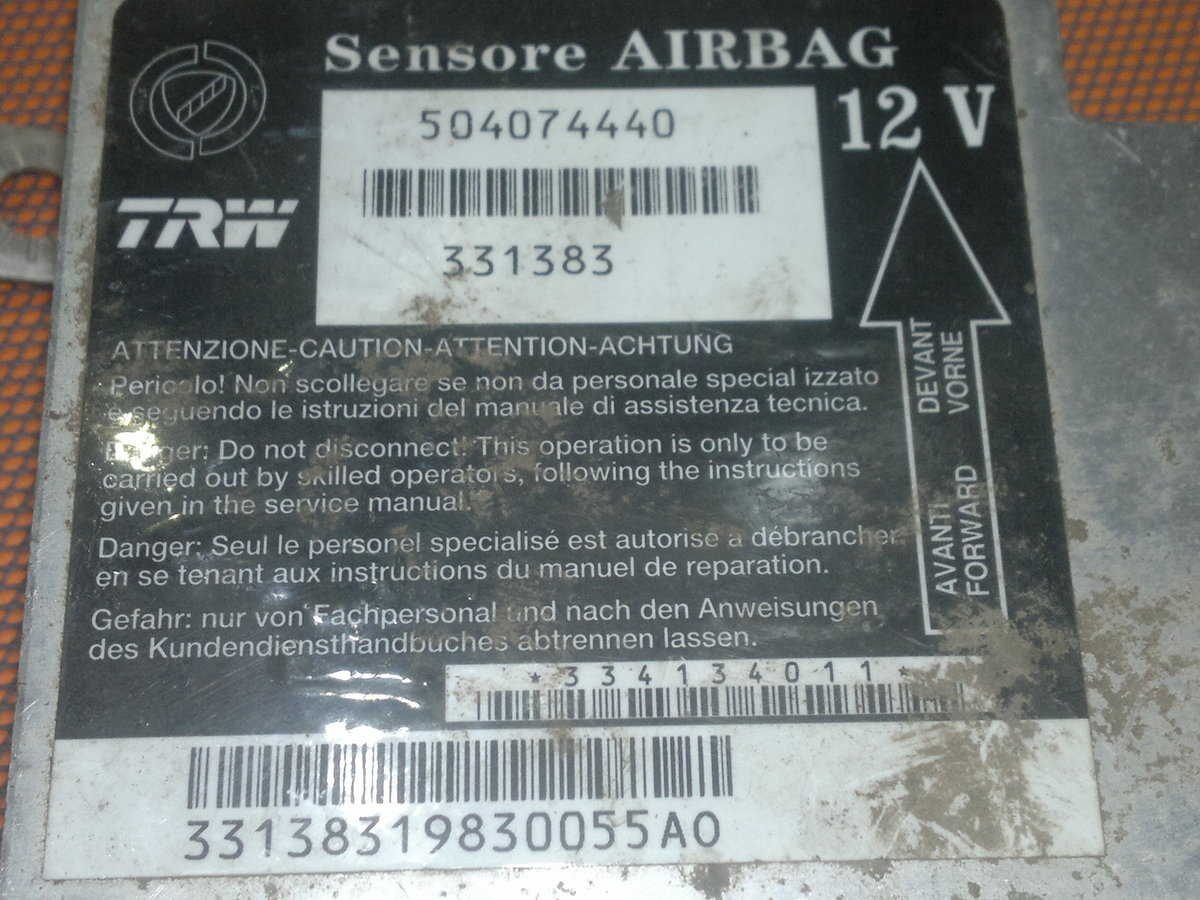 Sensore AIRBAG
12 V
504074440
TRW
331383
ATTENZIONE-CAUTION-ATTENTION-ACHTUNG
Pericolo! Non scollegare se non da personale special izzato
e seguendo le istruzioni del manuale di assistenza tecnica.
Danger: Do not disconnect! This operation is only to be
carried out by skilled operators, following the instructions
given in the service manual.
Danger: Seul le personel specialisé est autorise a débrancher
en se tenant aux instructions du manuel de reparation.
Gefahr: nur von Fachpersonal und nach den Anweisungen
des Kundendiensthandbuches abtrennen lassen.
DEVANT
VORNE
AVANTI
FORWARD
*334134011*
33138319830055A0